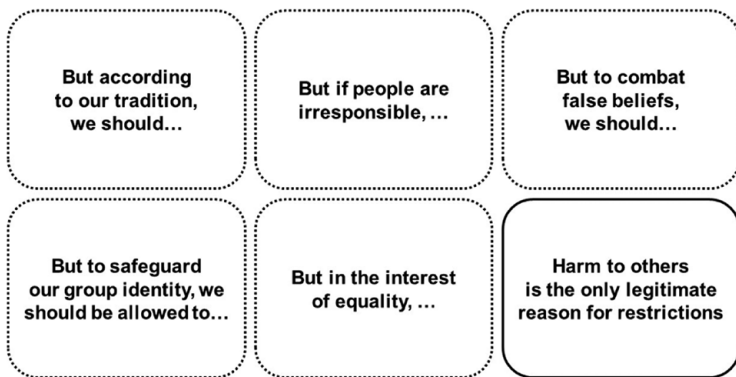 But according
to our tradition,
we should…
But if people are
irresponsible, …
But to combat
false beliefs,
we should…
But to safeguard
our group identity, we
should be allowed to…
But in the interest
of equality, …
Harm to others
is the only legitimate
reason for restrictions